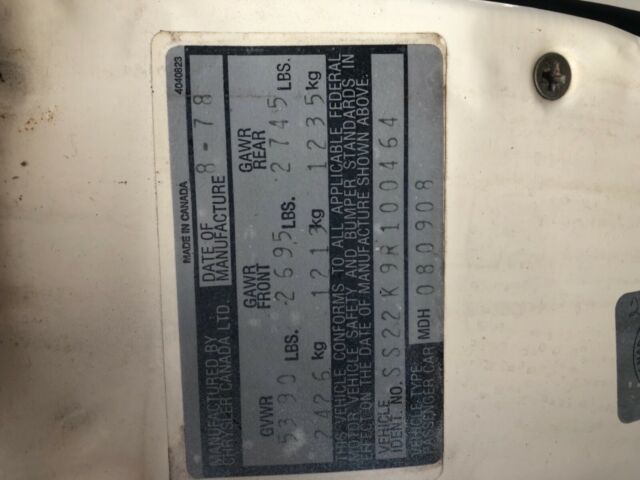 4040623
MADE IN CANADA
MANUFACTURED BY
CHRYSLER CANADA LTD.
DATE OF
MANUFACTURE
8-78
GVWR
GAWR
FRONT
GAWR
REAR
5390 LBS. 2695 LBS. 2745 LBS.
2426 kg 1213 kg 1235 kg
THIS VEHICLE CONFORMS TO ALL APPLICABLE FEDERAL
MOTOR VEHICLE SAFETY AND BUMPER STANDARDS IN
EFFECT ON THE DATE OF MANUFACTURE SHOWN ABOVE.
VEHICLE
IDENT. NO. SS22K9R100464
VEHICLE TYPE:
PASSENGER CAR MDH 080908